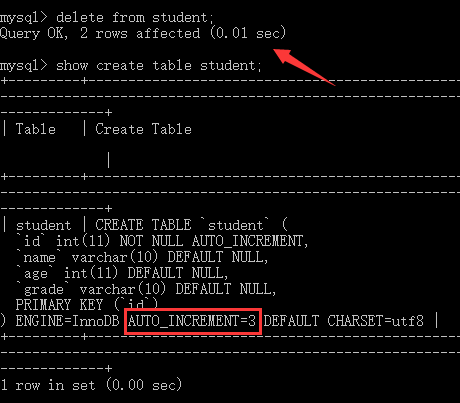 mysql> delete from student;
Query OK, 2 rows affected (0.01 sec)
mysql> show create table student;
+---------+--------------------------------------------------
-----------------------------------------------------------------
-------------+
| Table   | Create Table
             |
+---------+--------------------------------------------------
-----------------------------------------------------------------
-------------+
| student | CREATE TABLE `student` (
  `id` int(11) NOT NULL AUTO_INCREMENT,
  `name` varchar(10) DEFAULT NULL,
  `age` int(11) DEFAULT NULL,
  `grade` varchar(10) DEFAULT NULL,
  PRIMARY KEY (`id`)
) ENGINE=InnoDB AUTO_INCREMENT=3 DEFAULT CHARSET=utf8 |
+---------+--------------------------------------------------
-----------------------------------------------------------------
-------------+
1 row in set (0.00 sec)